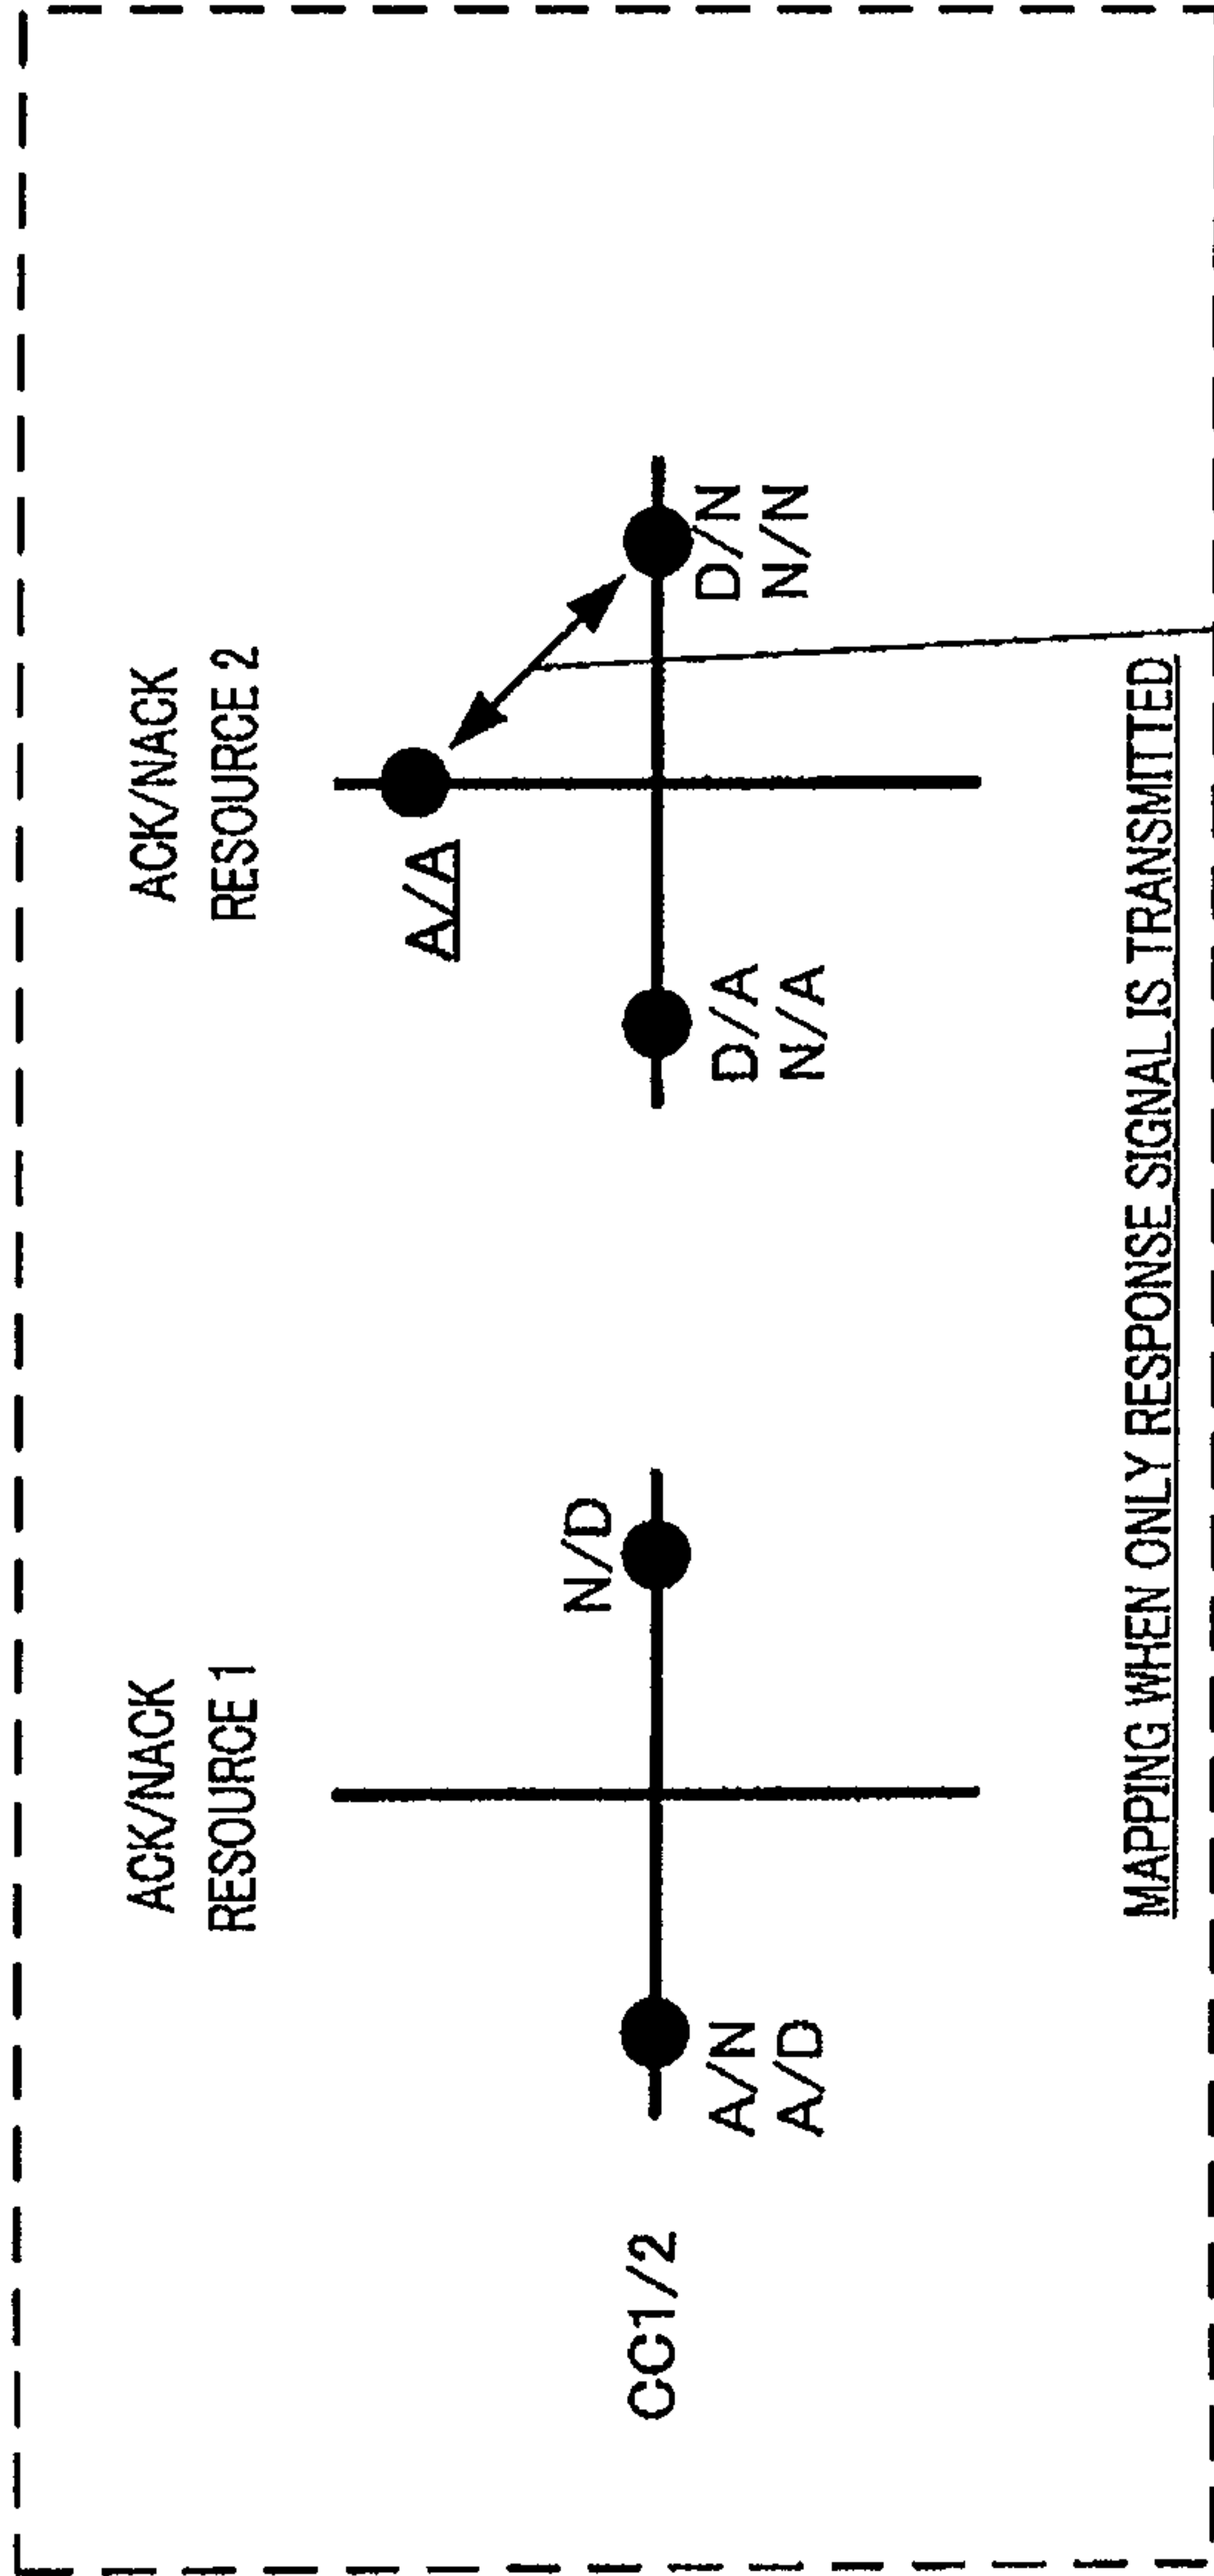 ACK/NACK
RESOURCE 1
ACK/NACK
RESOURCE 2
CC1/2
A/N
A/D
N/D
A/A
D/A
N/A
D/N
N/N
MAPPING WHEN ONLY RESPONSE SIGNAL IS TRANSMITTED